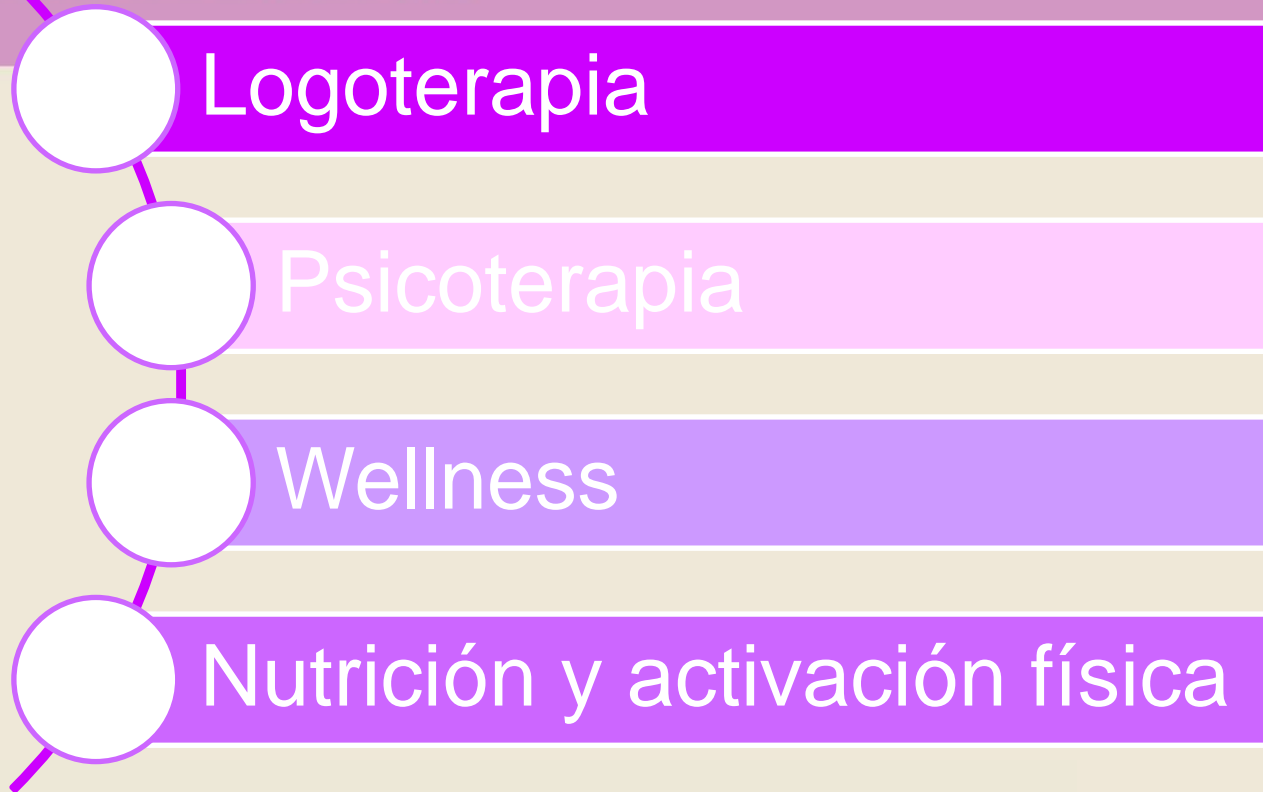 Logoterapia
Psicoterapia
Wellness
Nutrición y activación física